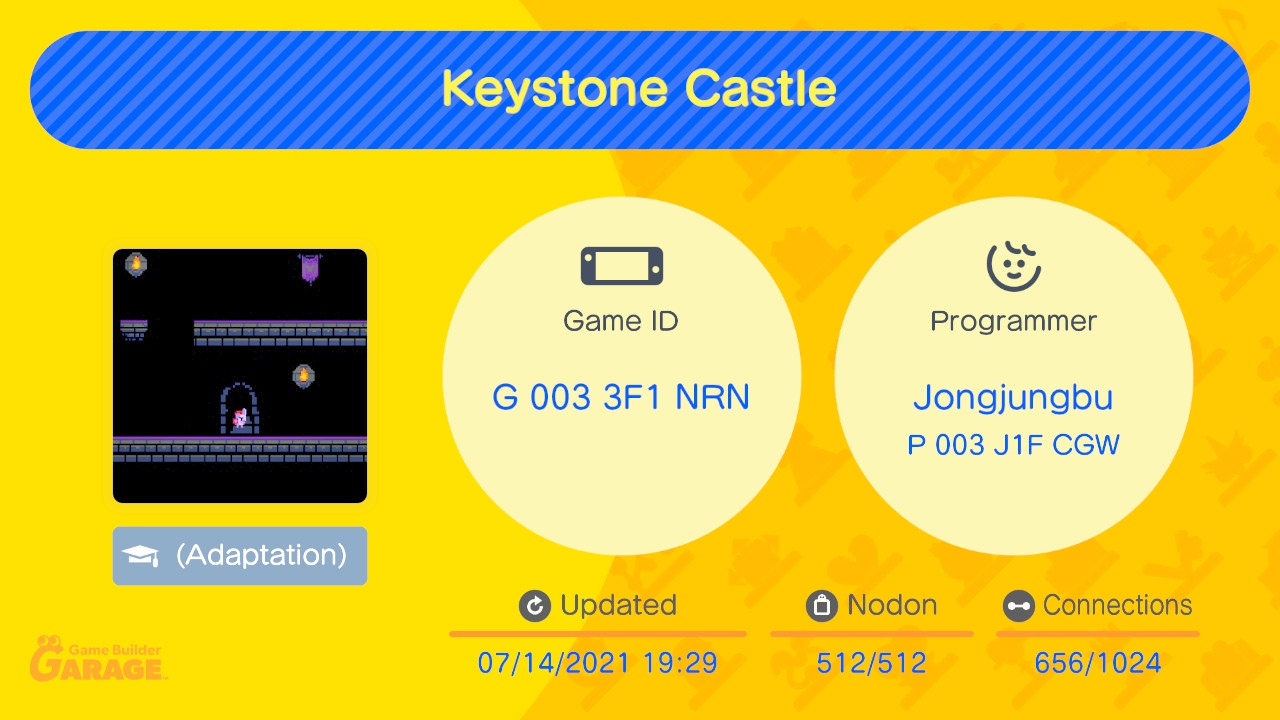 Keystone Castle
Game ID
G 003 3F1 NRN
Programmer
Jongjungbu
P 003 J1F CGW
(Adaptation)
Updated
07/14/2021 19:29
Nodon
512/512
Connections
656/1024
Game Builder
GARAGE™